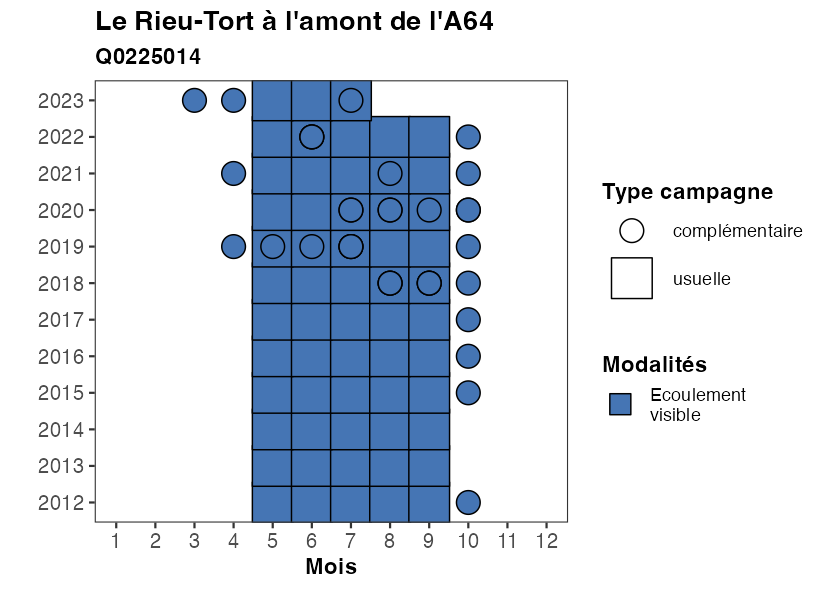 Le Rieu-Tort à l'amont de l'A64
Q0225014
2023
2022
2021
2020
2019
2018
2017
2016
2015
2014
2013
2012
1 2 3 4 5 6 7 8 9 10 11 12
Mois
Type campagne
complémentaire
usuelle
Modalités
Ecoulement
visible